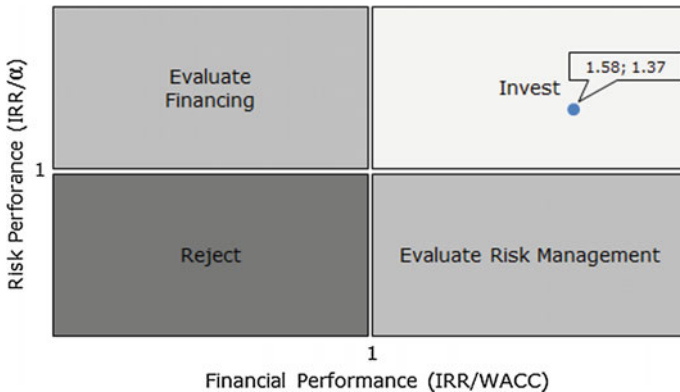 Evaluate
Financing
1.58; 1.37
Invest
Risk Perforance (IRR/α)
1
Reject
Evaluate Risk Management
1
Financial Performance (IRR/WACC)